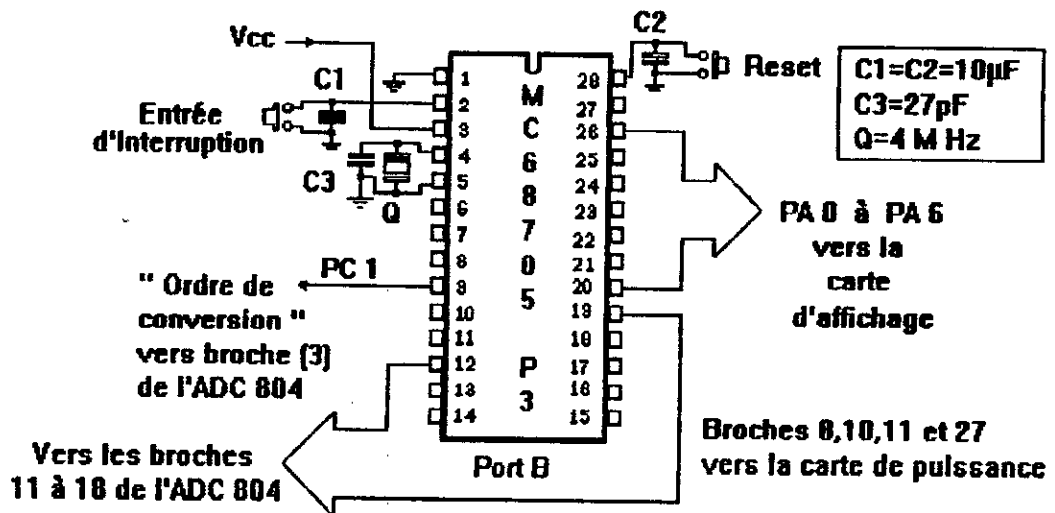 Vcc
C1
Entrée
d'Interruption
C3
Q
PC 1
" Ordre de
conversion "
vers broche (3)
de l'ADC 804
Vers les broches
11 à 18 de l'ADC 804
1
2
3
4
5
6
7
8
9
10
11
12
13
14
M
C
6
8
7
0
5
P
3
28
27
26
25
24
23
22
21
20
19
18
17
16
15
Port B
C2
Reset
C1=C2=10µF
C3=27pF
Q=4 M Hz
PA 0 à PA 6
vers la
carte
d'affichage
Broches 8,10,11 et 27
vers la carte de puissance